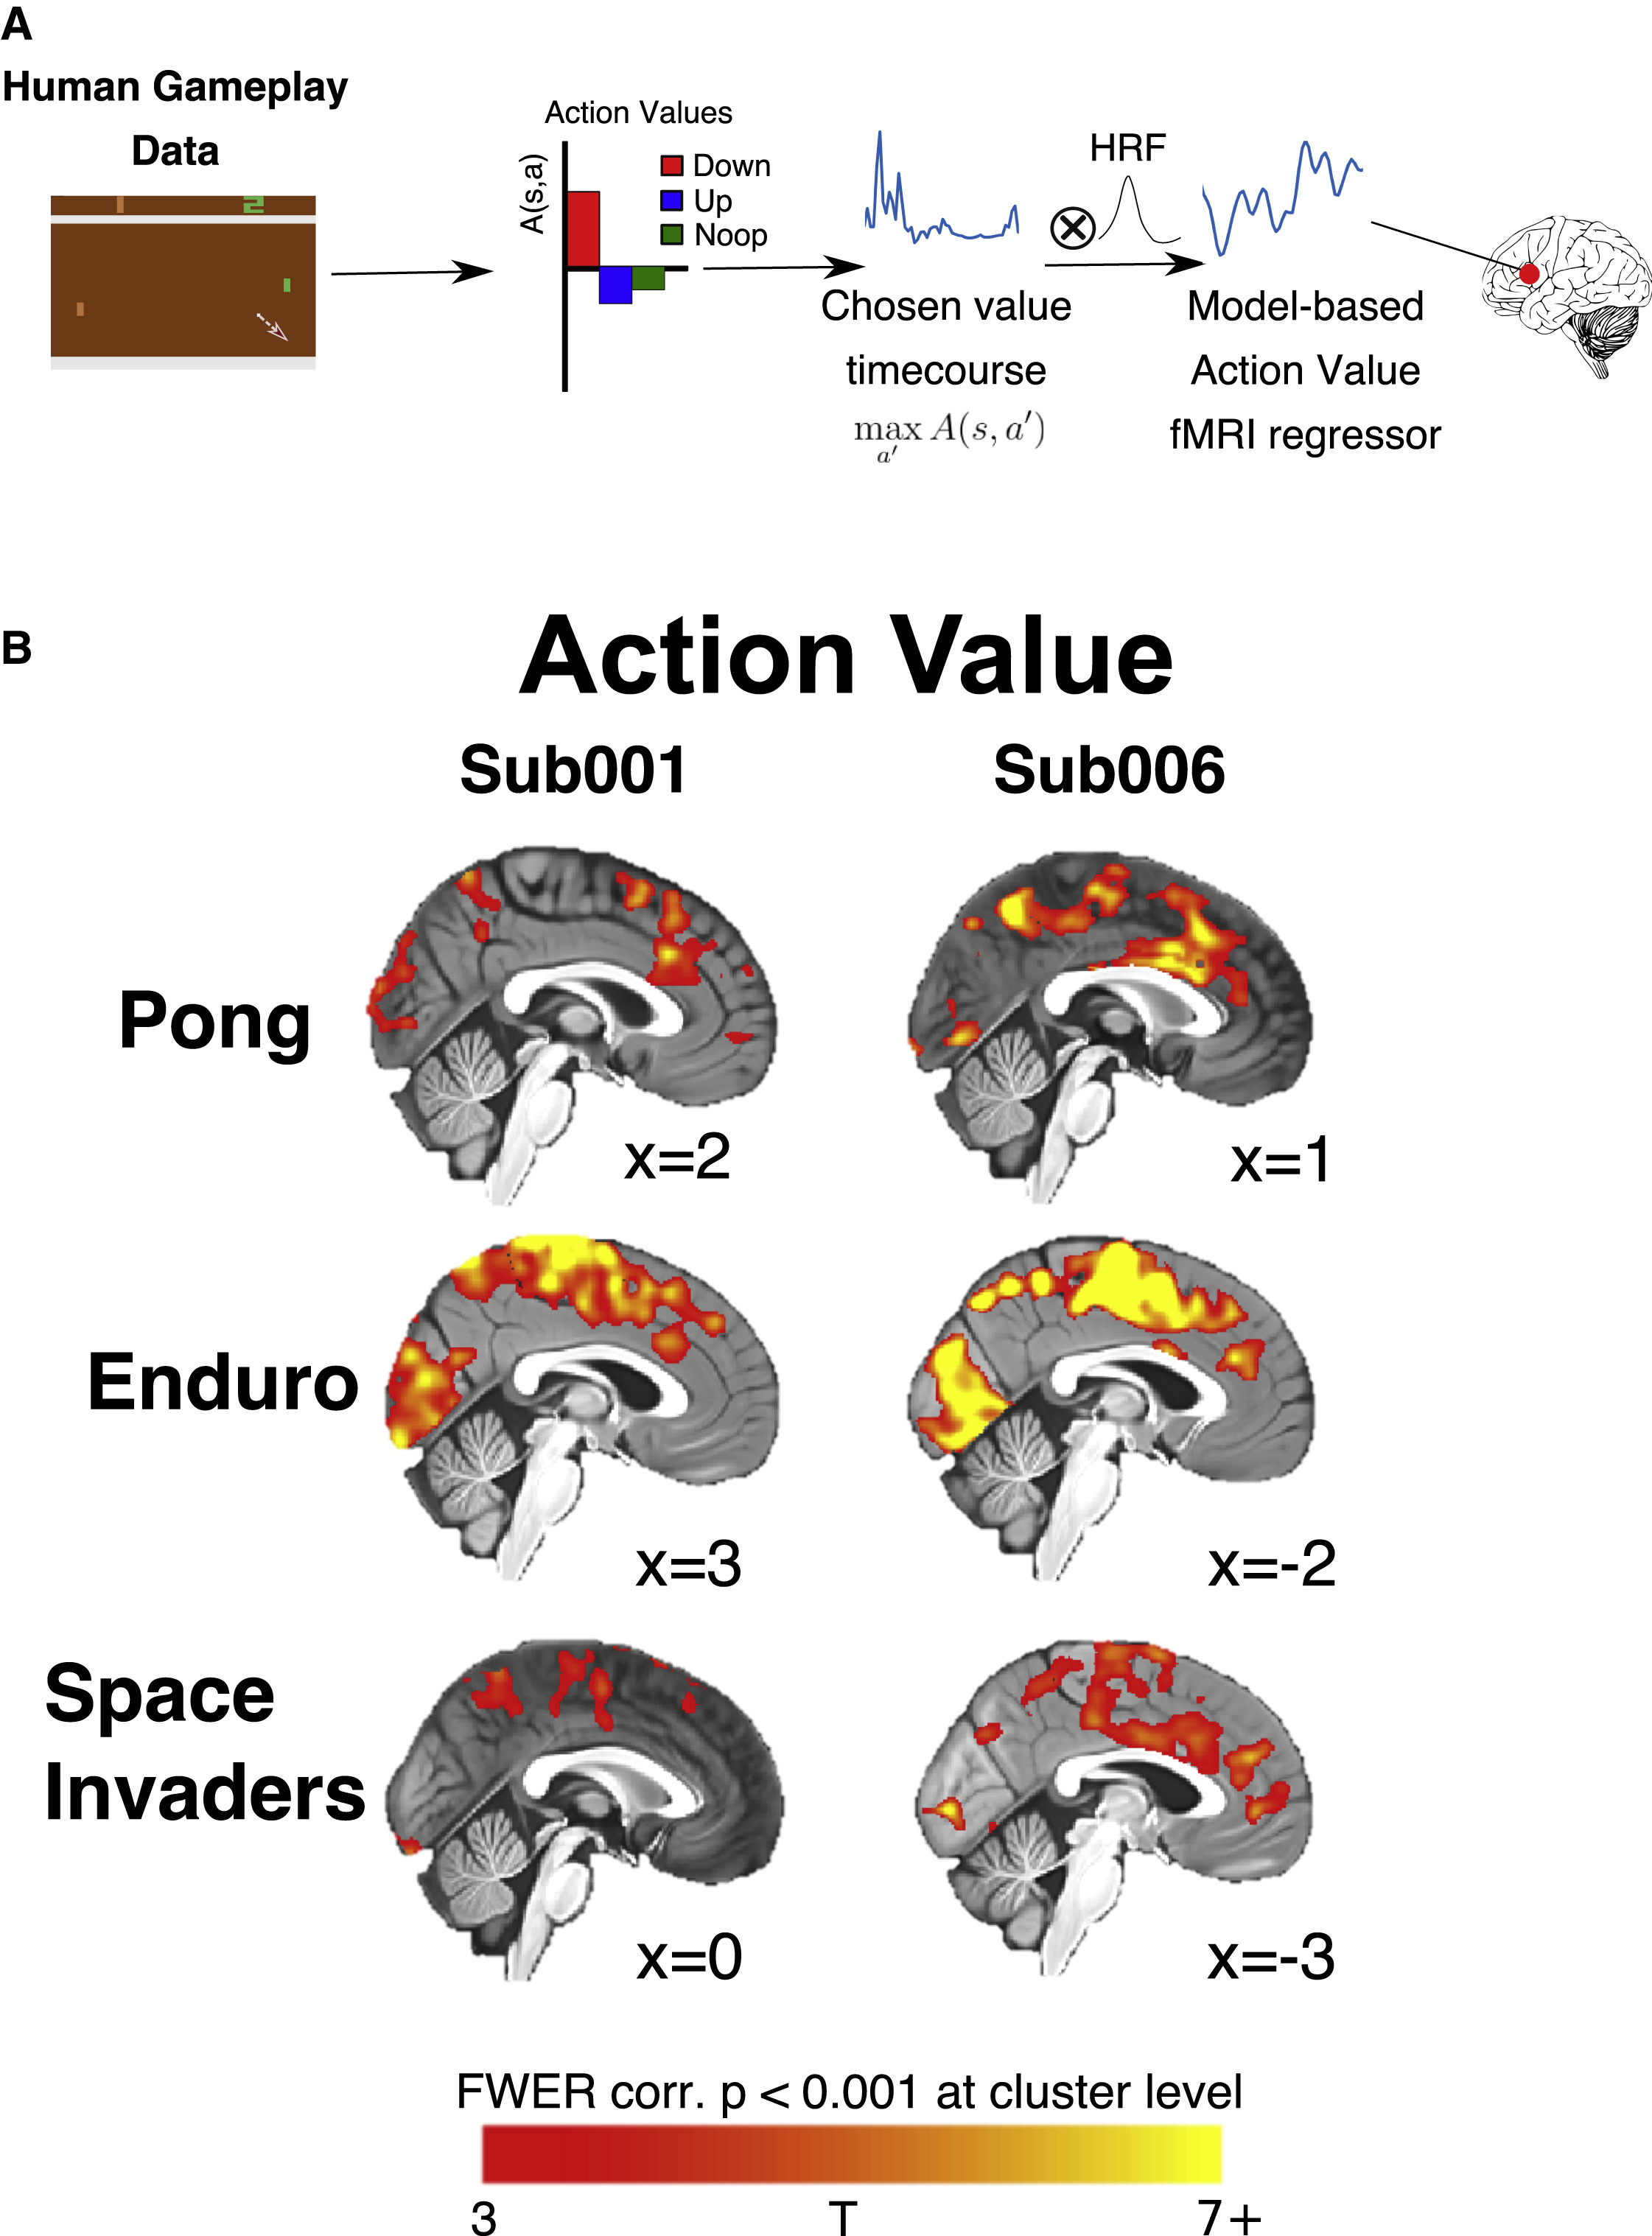 A
Human Gameplay
Data
2
Action Values
A(s,a)
Down
Up
Noop
HRF
Chosen value
timecourse
max A(s, a′)
a′
Model-based
Action Value
fMRI regressor
B
Action Value
Sub001
Sub006
Pong
x=2
x=1
Enduro
x=3
x=-2
Space
Invaders
x=0
x=-3
FWER corr. p < 0.001 at cluster level
3
T
7+